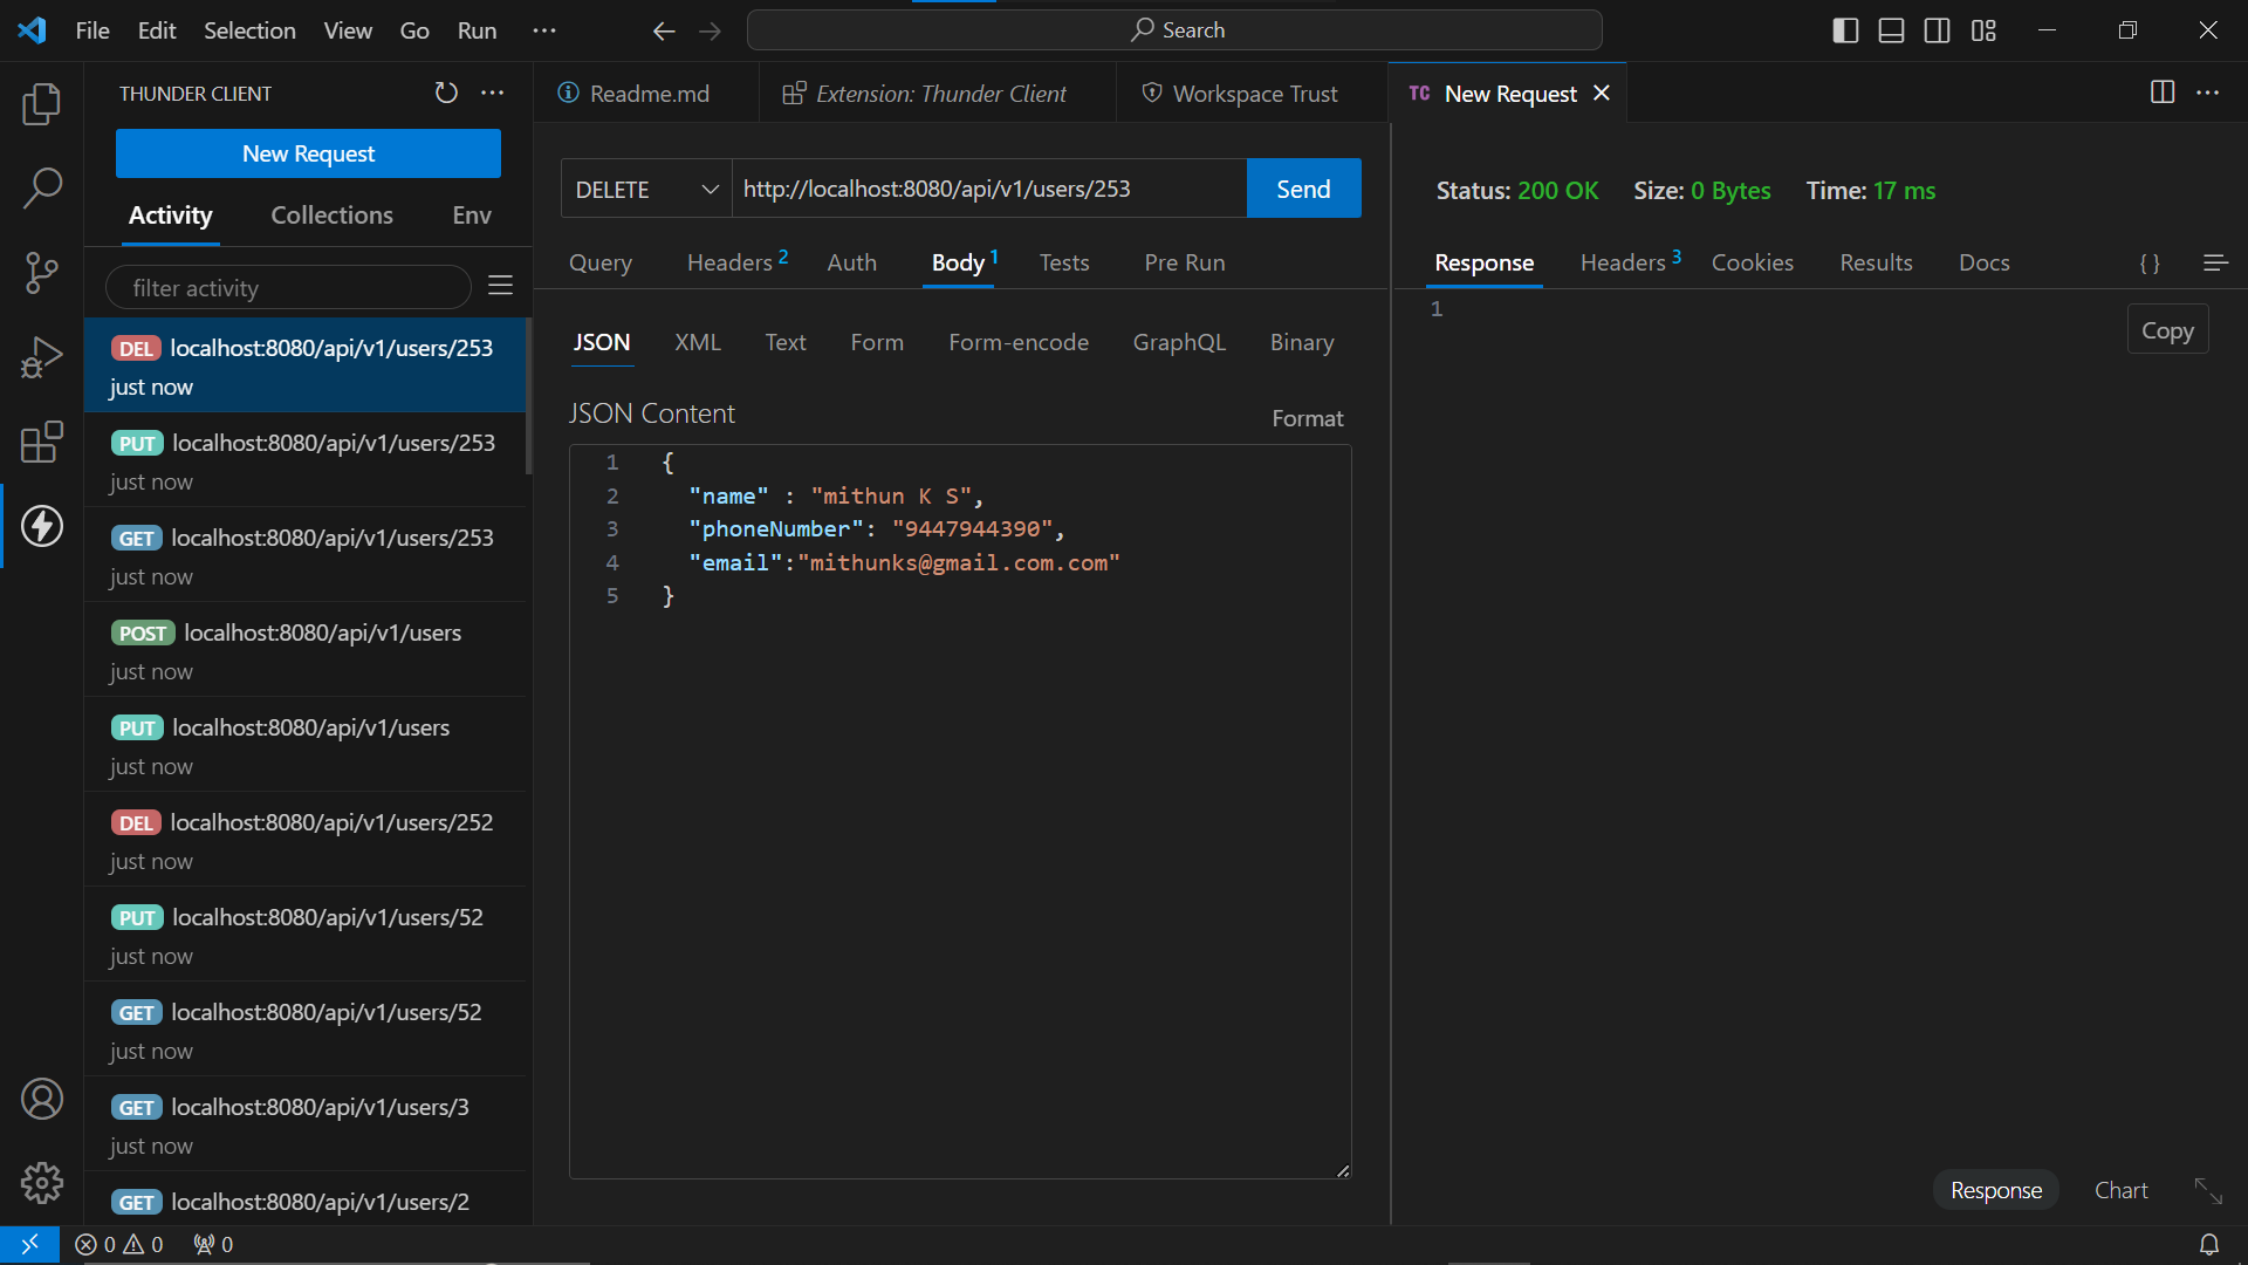 File Edit Selection View Go Run ···
Search
THUNDER CLIENT ···
New Request
Activity Collections Env
filter activity
DEL localhost:8080/api/v1/users/253
just now
PUT localhost:8080/api/v1/users/253
just now
GET localhost:8080/api/v1/users/253
just now
POST localhost:8080/api/v1/users
just now
PUT localhost:8080/api/v1/users
just now
DEL localhost:8080/api/v1/users/252
just now
PUT localhost:8080/api/v1/users/52
just now
GET localhost:8080/api/v1/users/52
just now
GET localhost:8080/api/v1/users/3
just now
GET localhost:8080/api/v1/users/2
Readme.md Extension: Thunder Client Workspace Trust TC New Request
DELETE http://localhost:8080/api/v1/users/253 Send
Query Headers 2 Auth Body 1 Tests Pre Run
JSON XML Text Form Form-encode GraphQL Binary
JSON Content
Format
1 {
2 "name" : "mithun K S",
3 "phoneNumber": "9447944390",
4 "email":"mithunks@gmail.com.com"
5 }
Status: 200 OK Size: 0 Bytes Time: 17 ms
Response Headers 3 Cookies Results Docs { }
1
Copy
Response Chart
0 0 0